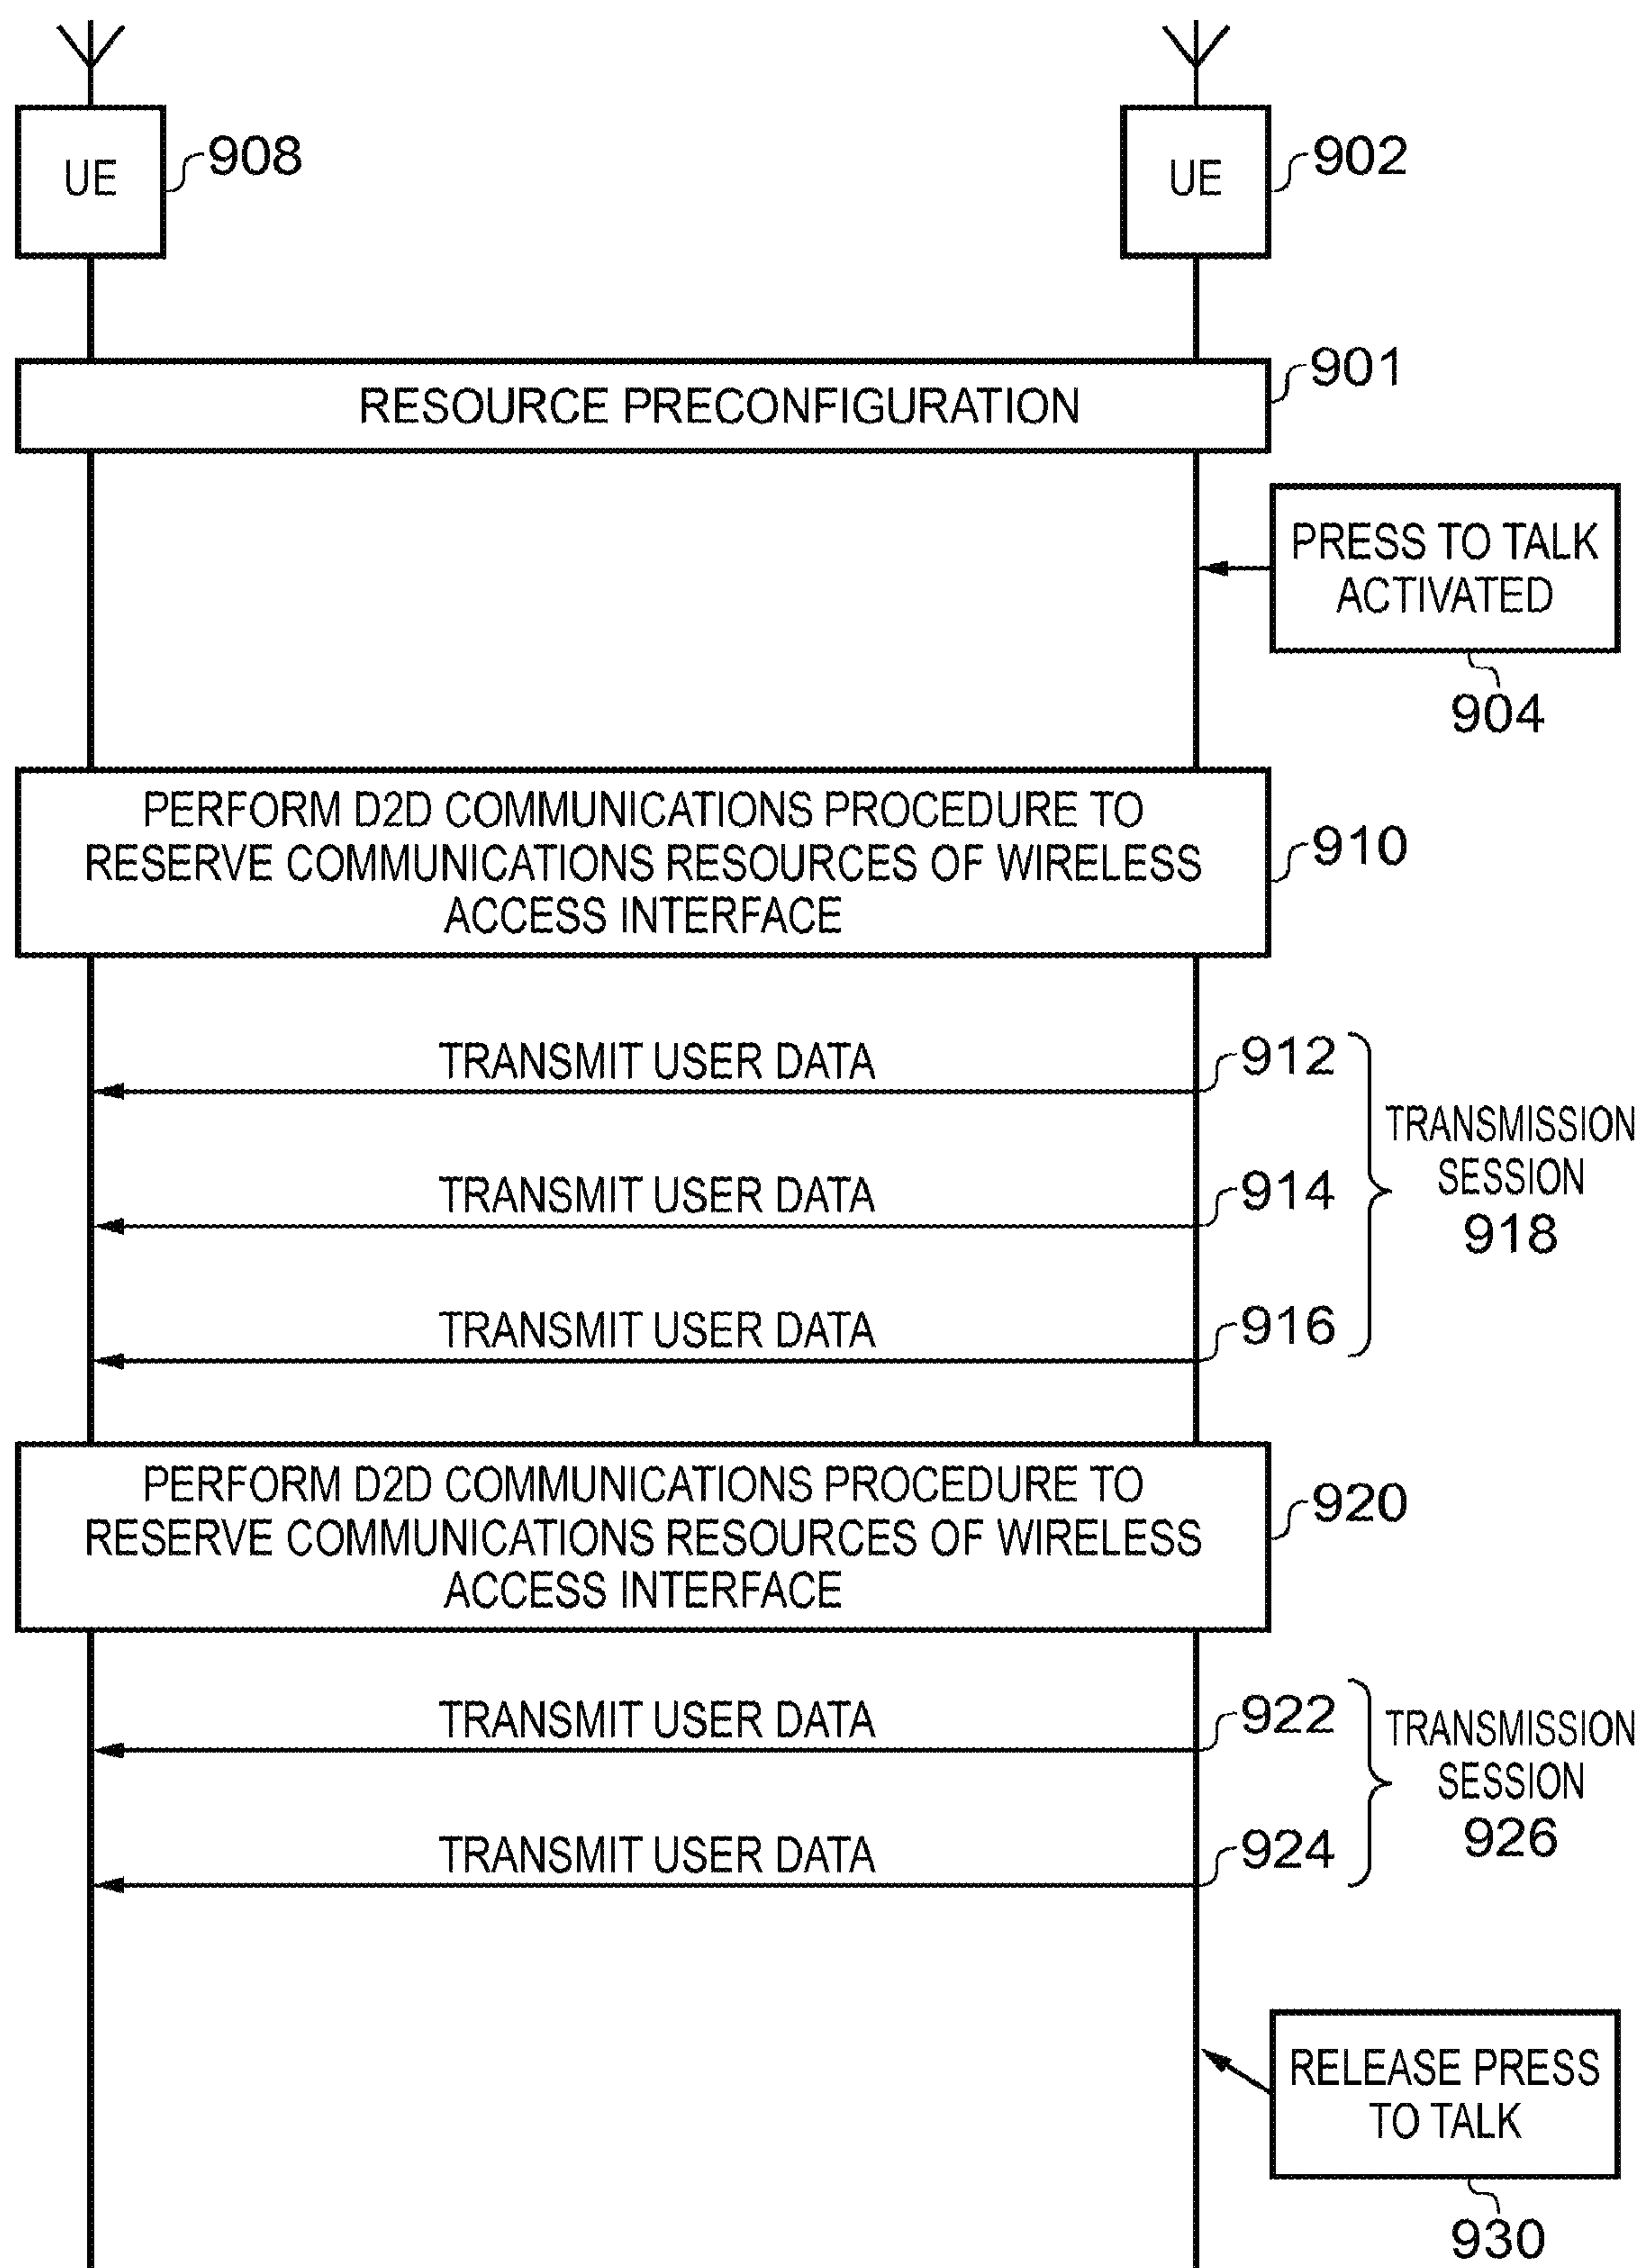 UE
908
UE
902
RESOURCE PRECONFIGURATION
901
PRESS TO TALK
ACTIVATED
904
PERFORM D2D COMMUNICATIONS PROCEDURE TO
RESERVE COMMUNICATIONS RESOURCES OF WIRELESS
ACCESS INTERFACE
910
TRANSMIT USER DATA
912
TRANSMIT USER DATA
914
TRANSMIT USER DATA
916
TRANSMISSION
SESSION
918
PERFORM D2D COMMUNICATIONS PROCEDURE TO
RESERVE COMMUNICATIONS RESOURCES OF WIRELESS
ACCESS INTERFACE
920
TRANSMIT USER DATA
922
TRANSMIT USER DATA
924
TRANSMISSION
SESSION
926
RELEASE PRESS
TO TALK
930